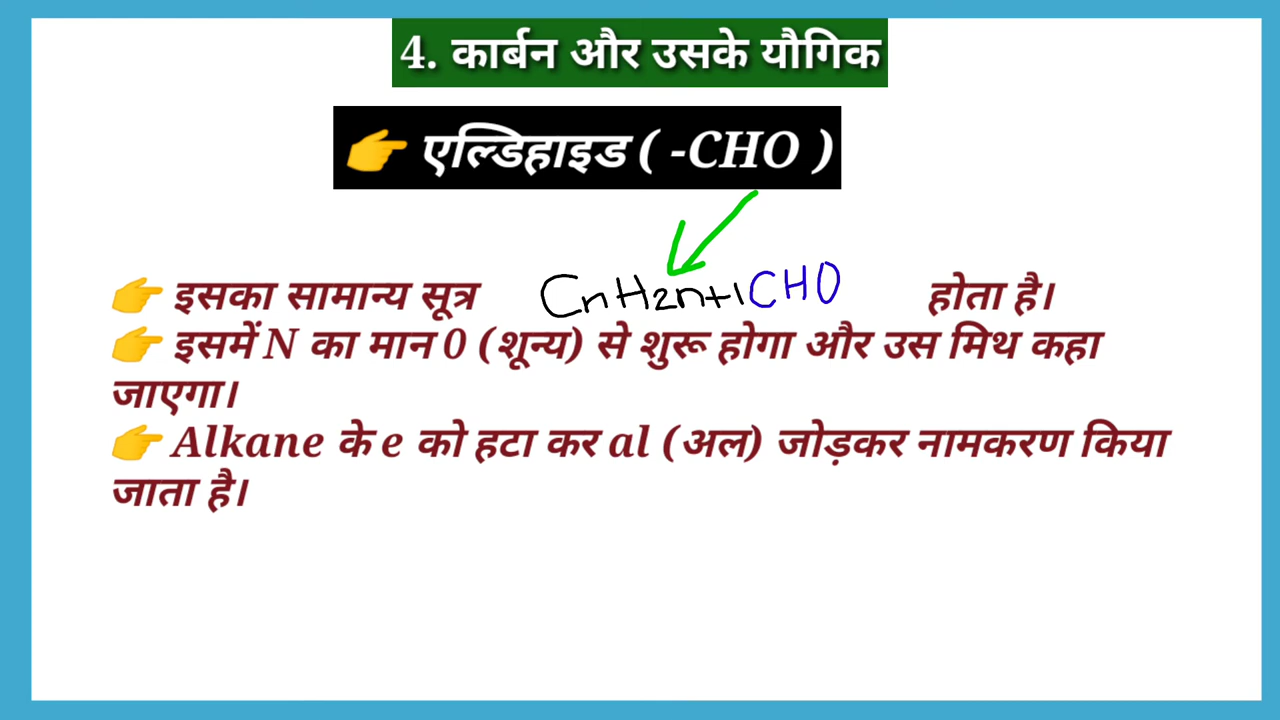 4. कार्बन और उसके यौगिक
👉 एल्डिहाइड ( -CHO )
👉 इसका सामान्य सूत्र CnH2n+1CHO होता है।
👉 इसमें N का मान 0 (शून्य) से शुरू होगा और उस मिथ कहा
जाएगा।
👉 Alkane के e को हटा कर al (अल) जोड़कर नामकरण किया
जाता है।